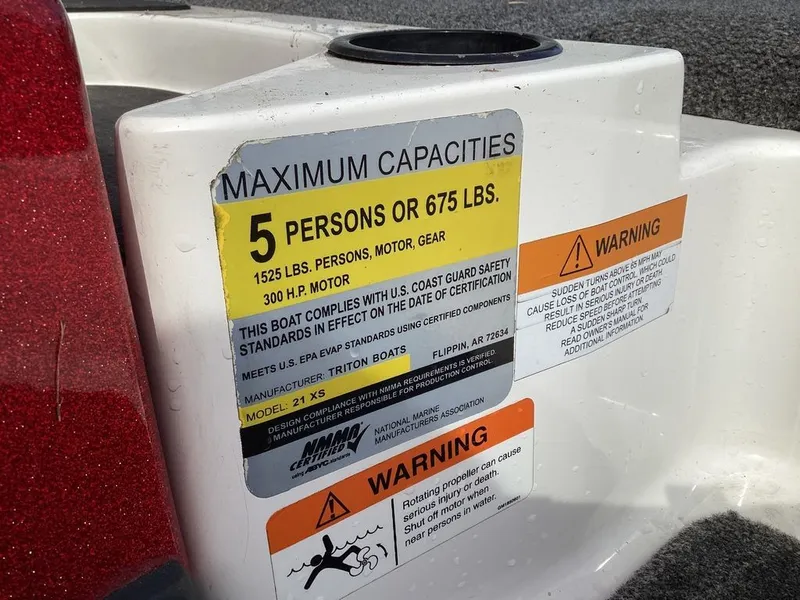 MAXIMUM CAPACITIES
5 PERSONS OR 675 LBS.
1525 LBS. PERSONS, MOTOR, GEAR
300 H.P. MOTOR
THIS BOAT COMPLIES WITH U.S. COAST GUARD SAFETY
STANDARDS IN EFFECT ON THE DATE OF CERTIFICATION
MEETS U.S. EPA EVAP STANDARDS USING CERTIFIED COMPONENTS
MANUFACTURER: TRITON BOATS FLIPPIN, AR 72634
MODEL: 21 XS
DESIGN COMPLIANCE WITH NMMA REQUIREMENTS IS VERIFIED.
MANUFACTURER RESPONSIBLE FOR PRODUCTION CONTROL.
NMMA
CERTIFIED
using ABYC standards
NATIONAL MARINE
MANUFACTURERS ASSOCIATION
WARNING
SUDDEN TURNS ABOVE 65 MPH MAY
CAUSE LOSS OF BOAT CONTROL, WHICH COULD
RESULT IN SERIOUS INJURY OR DEATH.
REDUCE SPEED BEFORE ATTEMPTING
A SUDDEN SHARP TURN.
READ OWNER'S MANUAL FOR
ADDITIONAL INFORMATION.
WARNING
Rotating propeller can cause
serious injury or death.
Shut off motor when
near persons in water.